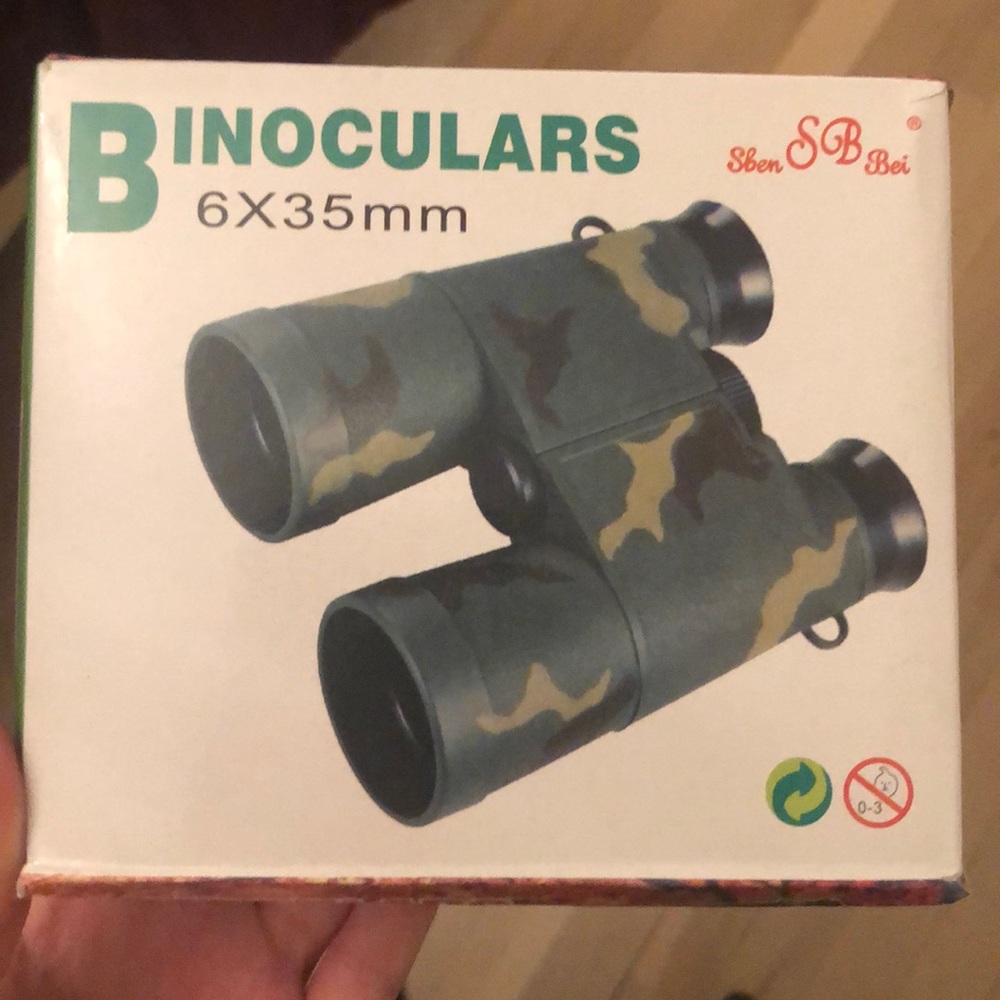 BINOCULARS
6X35mm
Sben SB Bei ®
0-3